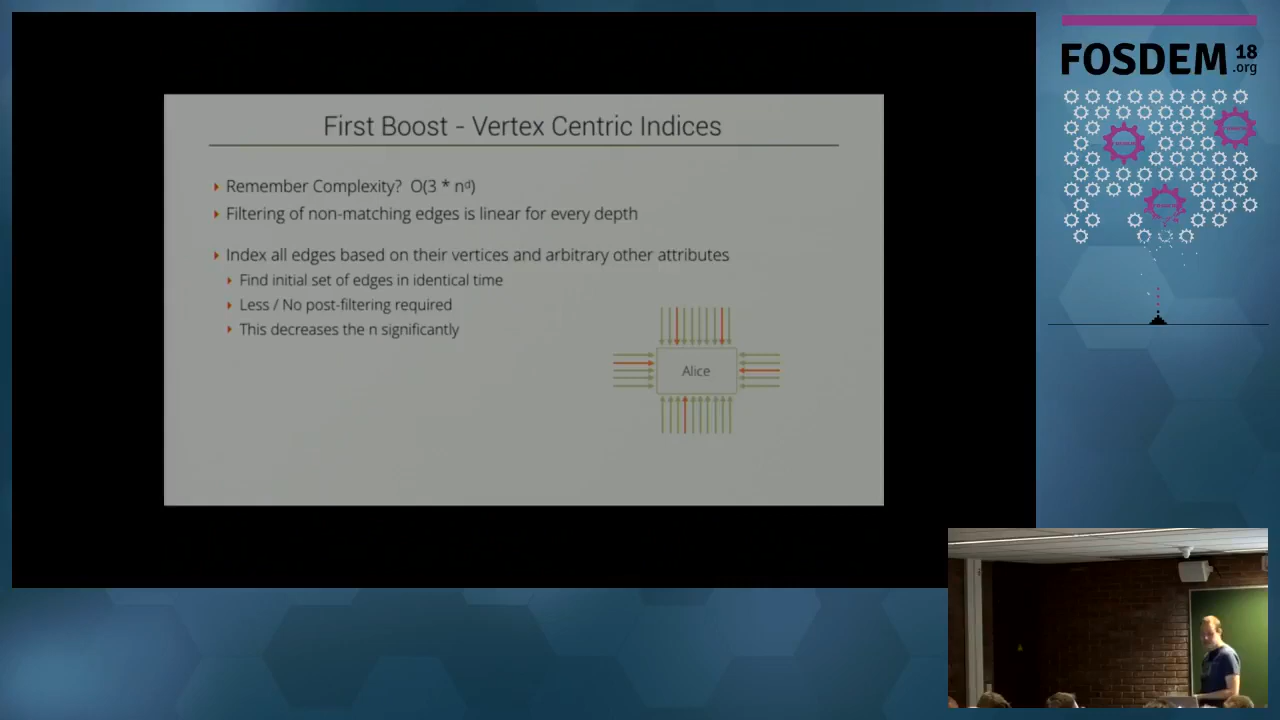 First Boost - Vertex Centric Indices
Remember Complexity? O(3 * nᵈ)
Filtering of non-matching edges is linear for every depth
Index all edges based on their vertices and arbitrary other attributes
Find initial set of edges in identical time
Less / No post-filtering required
This decreases the n significantly
Alice
FOSDEM 18
.org